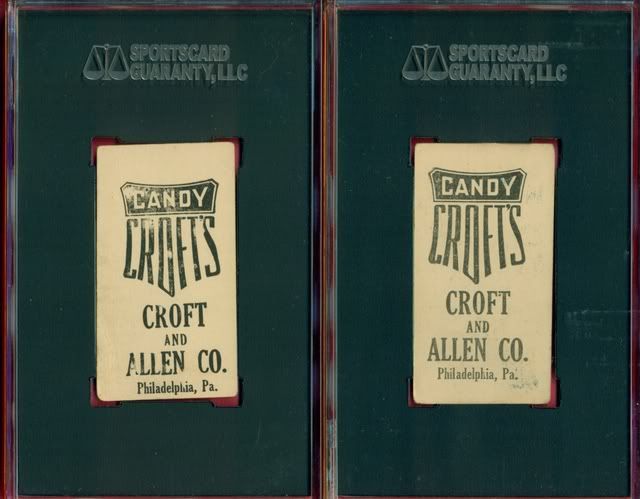 SPORTSCARD
GUARANTY, LLC
CANDY
CROFT'S
CROFT
AND
ALLEN CO.
Philadelphia, Pa.
SPORTSCARD
GUARANTY, LLC
CANDY
CROFT'S
CROFT
AND
ALLEN CO.
Philadelphia, Pa.